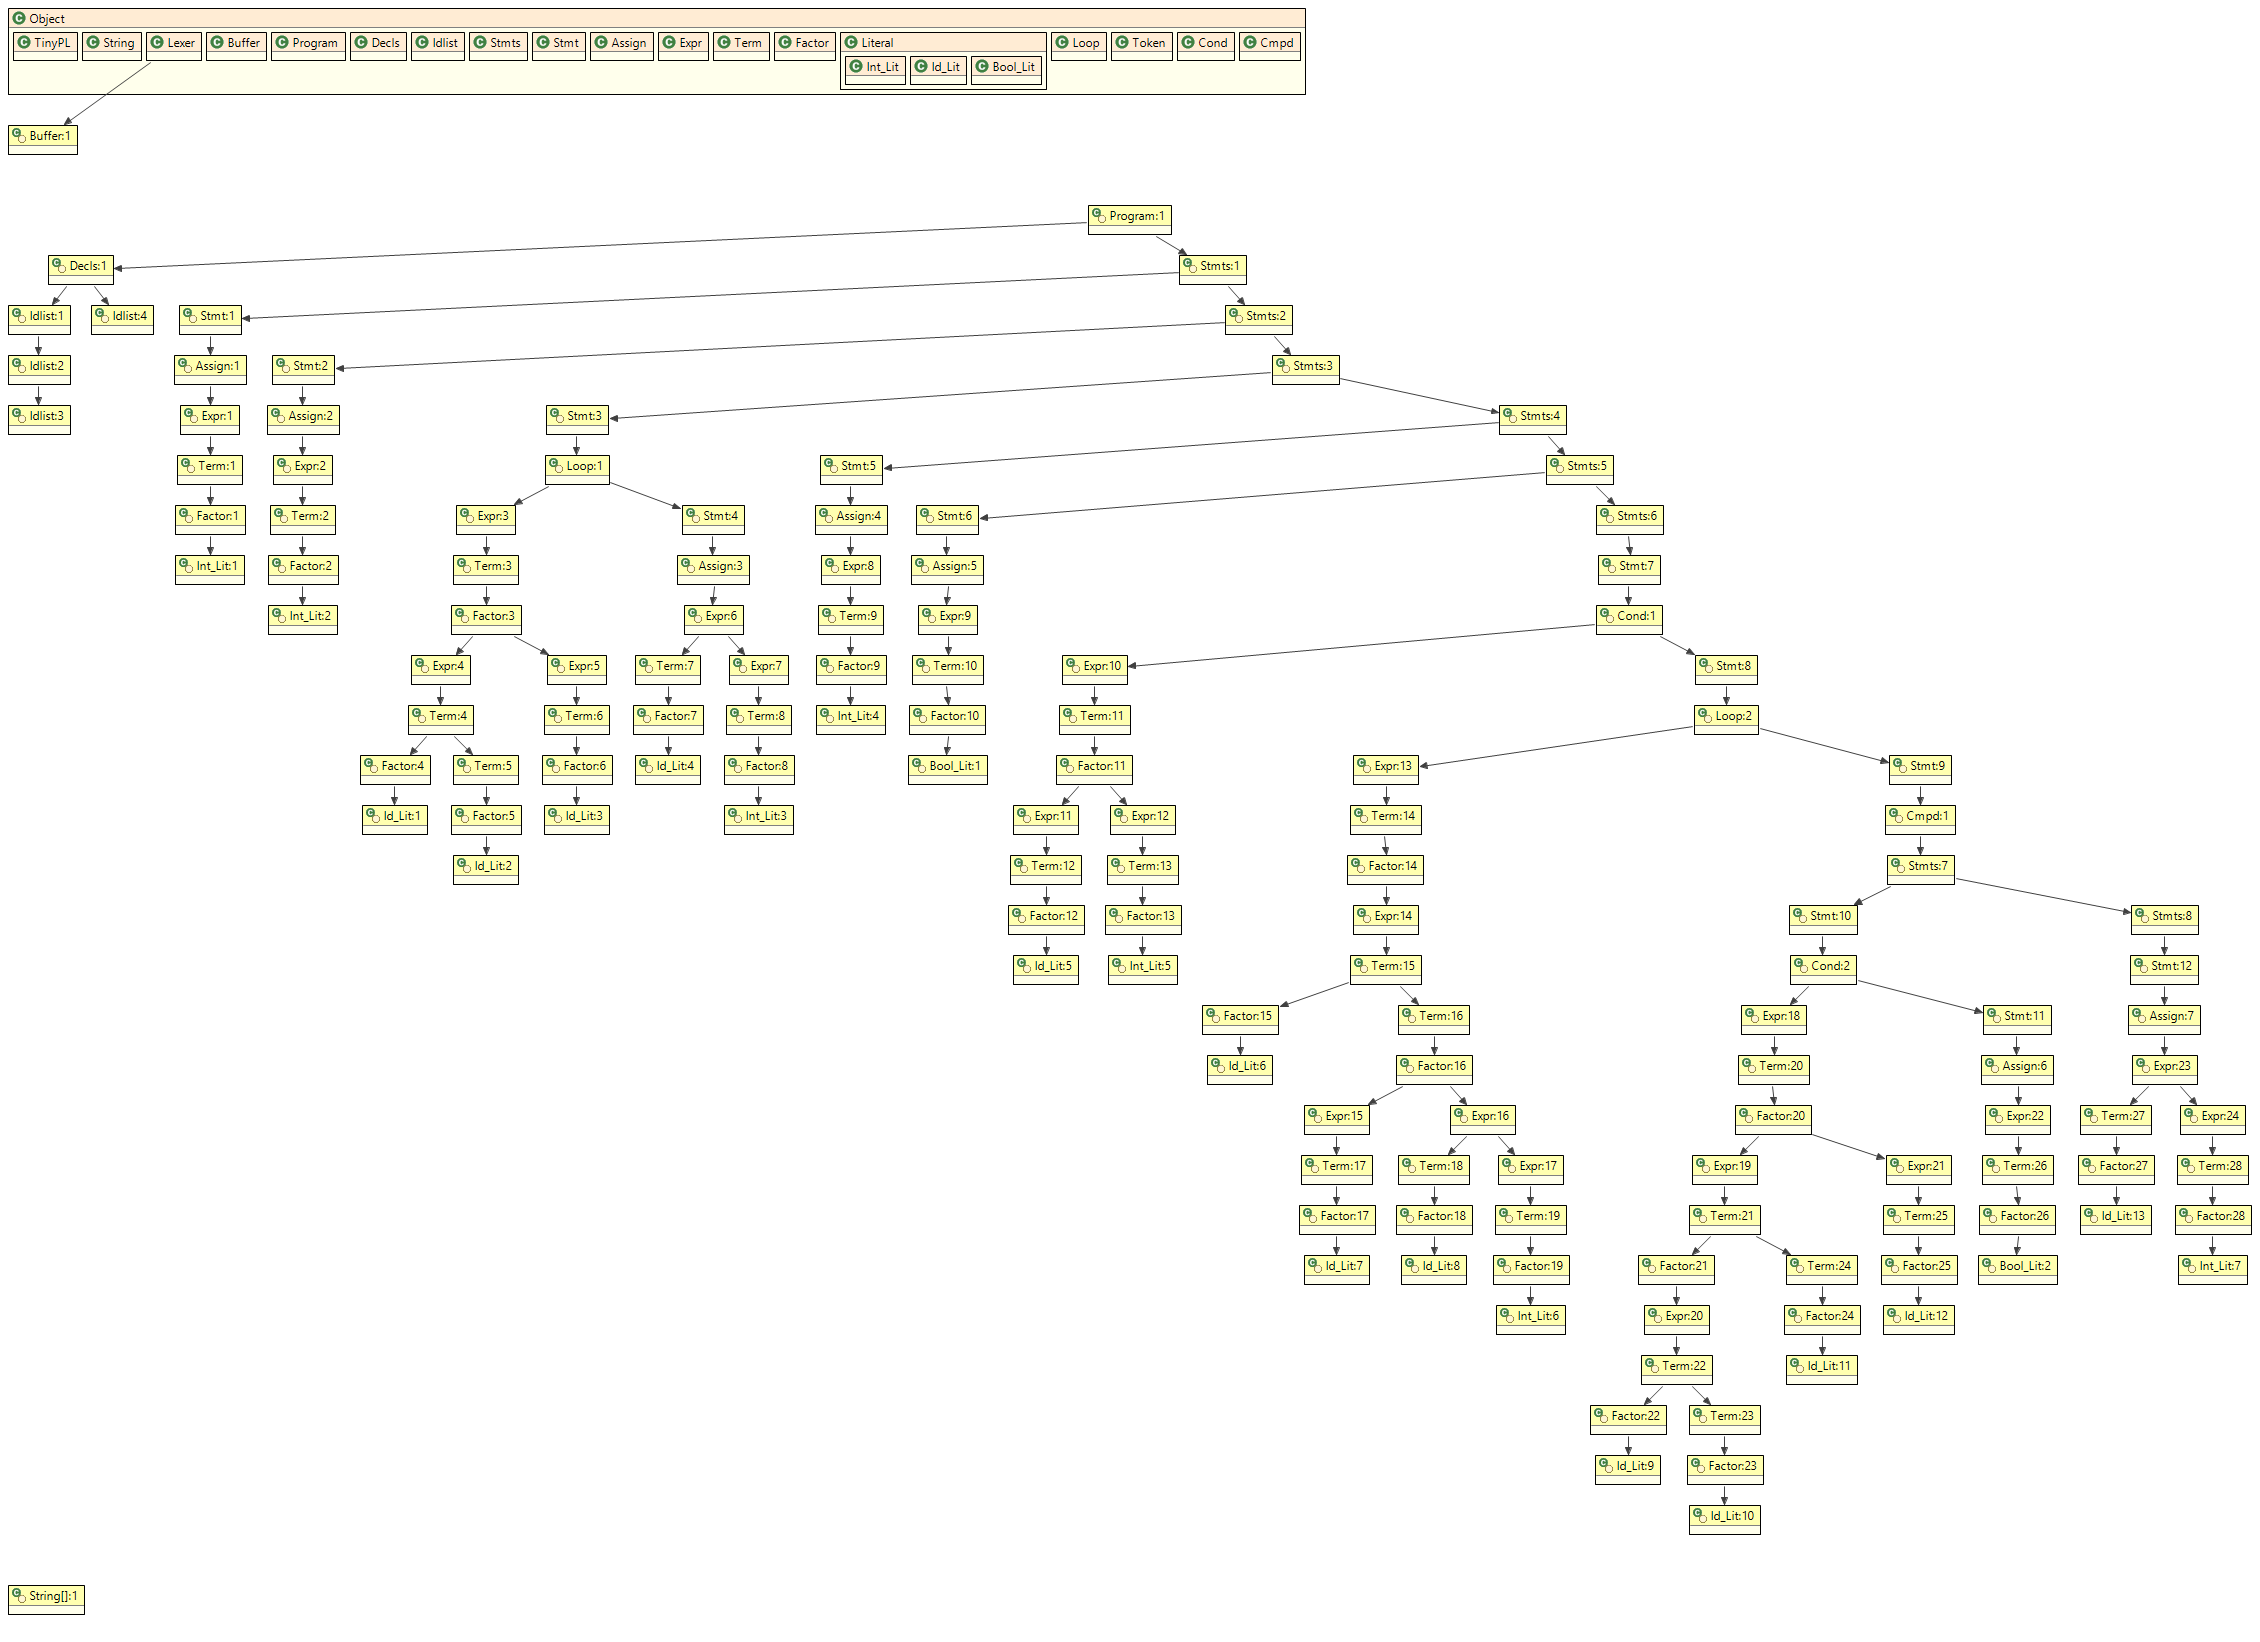 Object
TinyPL String Lexer Buffer Program Decls Idlist Stmts Stmt Assign Expr Term Factor Literal Loop Token Cond Cmpd
Int_Lit Id_Lit Bool_Lit
Buffer:1
Program:1
Decls:1 Stmts:1
Idlist:1 Idlist:4 Stmt:1 Stmts:2
Idlist:2 Assign:1 Stmt:2 Stmts:3
Idlist:3 Expr:1 Assign:2 Stmt:3 Stmts:4
Term:1 Expr:2 Loop:1 Stmt:5 Stmts:5
Factor:1 Term:2 Expr:3 Stmt:4 Assign:4 Stmt:6 Stmts:6
Int_Lit:1 Factor:2 Term:3 Assign:3 Expr:8 Assign:5 Stmt:7
Int_Lit:2 Factor:3 Expr:6 Term:9 Expr:9 Cond:1
Expr:4 Expr:5 Term:7 Expr:7 Factor:9 Term:10 Expr:10 Stmt:8
Term:4 Term:6 Factor:7 Term:8 Int_Lit:4 Factor:10 Term:11 Loop:2
Factor:4 Term:5 Factor:6 Id_Lit:4 Factor:8 Bool_Lit:1 Factor:11 Expr:13 Stmt:9
Id_Lit:1 Factor:5 Id_Lit:3 Int_Lit:3 Expr:11 Expr:12 Term:14 Cmpd:1
Id_Lit:2 Term:12 Term:13 Factor:14 Stmts:7
Factor:12 Factor:13 Expr:14 Stmt:10 Stmts:8
Id_Lit:5 Int_Lit:5 Term:15 Cond:2 Stmt:12
Factor:15 Term:16 Expr:18 Stmt:11 Assign:7
Id_Lit:6 Factor:16 Term:20 Assign:6 Expr:23
Expr:15 Expr:16 Factor:20 Expr:22 Term:27 Expr:24
Term:17 Term:18 Expr:17 Expr:19 Expr:21 Term:26 Factor:27 Term:28
Factor:17 Factor:18 Term:19 Term:21 Term:25 Factor:26 Id_Lit:13 Factor:28
Id_Lit:7 Id_Lit:8 Factor:19 Factor:21 Term:24 Factor:25 Bool_Lit:2 Int_Lit:7
Int_Lit:6 Expr:20 Factor:24 Id_Lit:12
Term:22 Id_Lit:11
Factor:22 Term:23
Id_Lit:9 Factor:23
Id_Lit:10
String[]:1